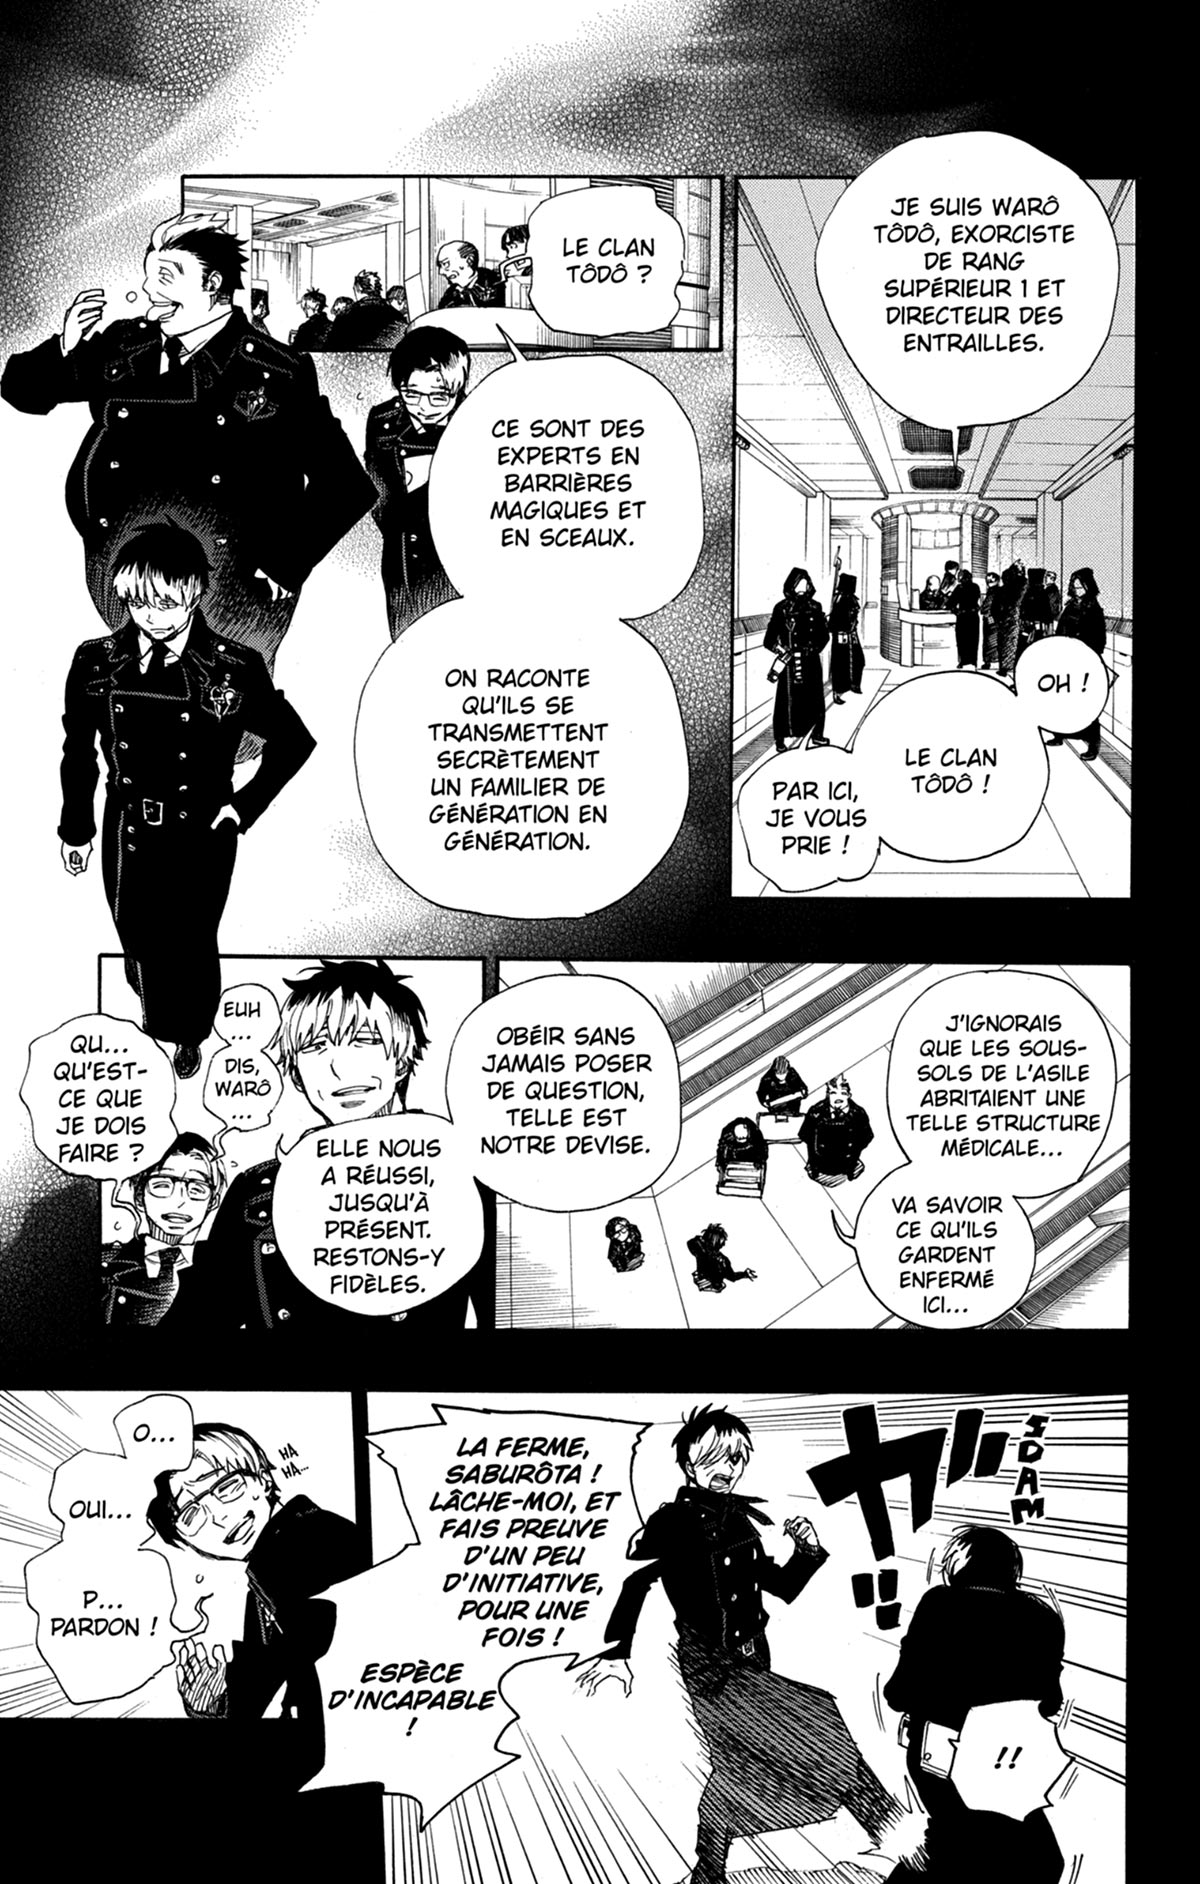 JE SUIS WARÔ
TÔDÔ, EXORCISTE
DE RANG
SUPÉRIEUR 1 ET
DIRECTEUR DES
ENTRAILLES.
OH !
LE CLAN
TÔDÔ !
PAR ICI,
JE VOUS
PRIE !
LE CLAN
TÔDÔ ?
CE SONT DES
EXPERTS EN
BARRIÈRES
MAGIQUES ET
EN SCEAUX.
ON RACONTE
QU'ILS SE
TRANSMETTENT
SECRÈTEMENT
UN FAMILIER DE
GÉNÉRATION EN
GÉNÉRATION.
J'IGNORAIS
QUE LES SOUS-
SOLS DE L'ASILE
ABRITAIENT UNE
TELLE STRUCTURE
MÉDICALE...
VA SAVOIR
CE QU'ILS
GARDENT
ENFERMÉ
ICI...
OBÉIR SANS
JAMAIS POSER
DE QUESTION,
TELLE EST
NOTRE DEVISE.
ELLE NOUS
A RÉUSSI,
JUSQU'À
PRÉSENT.
RESTONS-Y
FIDÈLES.
EUH
...
DIS,
WARÔ
...
QU...
QU'EST-
CE QUE
JE DOIS
FAIRE ?
SDAM
ガッ!!
!!
LA FERME,
SABURÔTA !
LÂCHE-MOI, ET
FAIS PREUVE
D'UN PEU
D'INITIATIVE,
POUR UNE
FOIS !
ESPÈCE
D'INCAPABLE
!
HA
HA...
O...
OUI...
P...
PARDON !